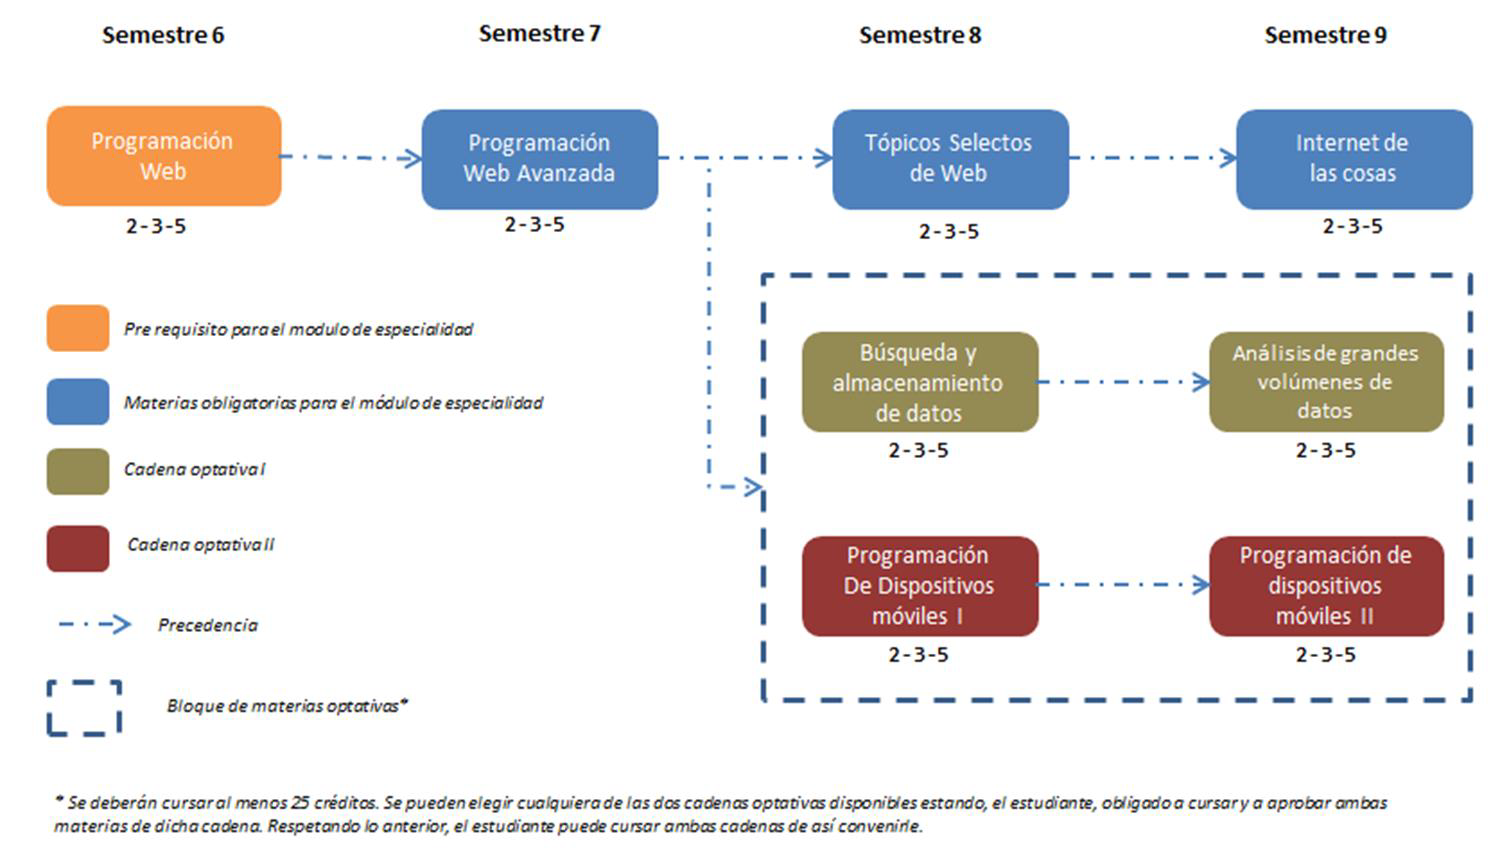 Semestre 6
Semestre 7
Semestre 8
Semestre 9
Programación
Web
2-3-5
Programación
Web Avanzada
2-3-5
Tópicos Selectos
de Web
2-3-5
Internet de
las cosas
2-3-5
Pre requisito para el modulo de especialidad
Materias obligatorias para el módulo de especialidad
Cadena optativa I
Cadena optativa II
Precedencia
Bloque de materias optativas*
Búsqueda y
almacenamiento
de datos
2-3-5
Análisis de grandes
volúmenes de
datos
2-3-5
Programación
De Dispositivos
móviles I
2-3-5
Programación de
dispositivos
móviles II
2-3-5
* Se deberán cursar al menos 25 créditos. Se pueden elegir cualquiera de las dos cadenas optativas disponibles estando, el estudiante, obligado a cursar y a aprobar ambas
materias de dicha cadena. Respetando lo anterior, el estudiante puede cursar ambas cadenas de así convenirle.